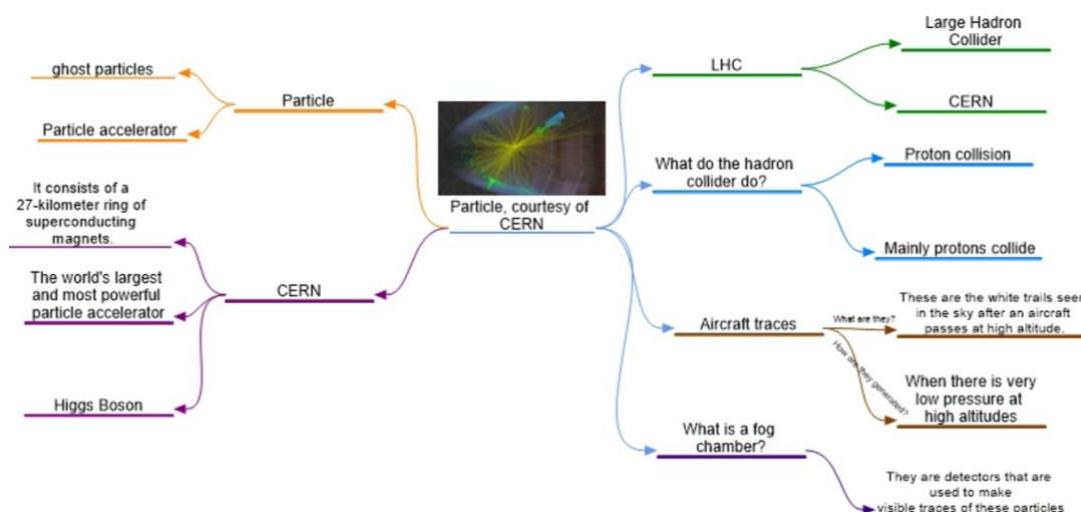 Particle, courtesy of
CERN
Particle
ghost particles
Particle accelerator
CERN
It consists of a
27-kilometer ring of
superconducting
magnets.
The world's largest
and most powerful
particle accelerator
Higgs Boson
LHC
Large Hadron
Collider
CERN
What do the hadron
collider do?
Proton collision
Mainly protons collide
Aircraft traces
What are they?
These are the white trails seen
in the sky after an aircraft
passes at high altitude.
How are they generated?
When there is very
low pressure at
high altitudes
What is a fog
chamber?
They are detectors that are
used to make
visible traces of these particles